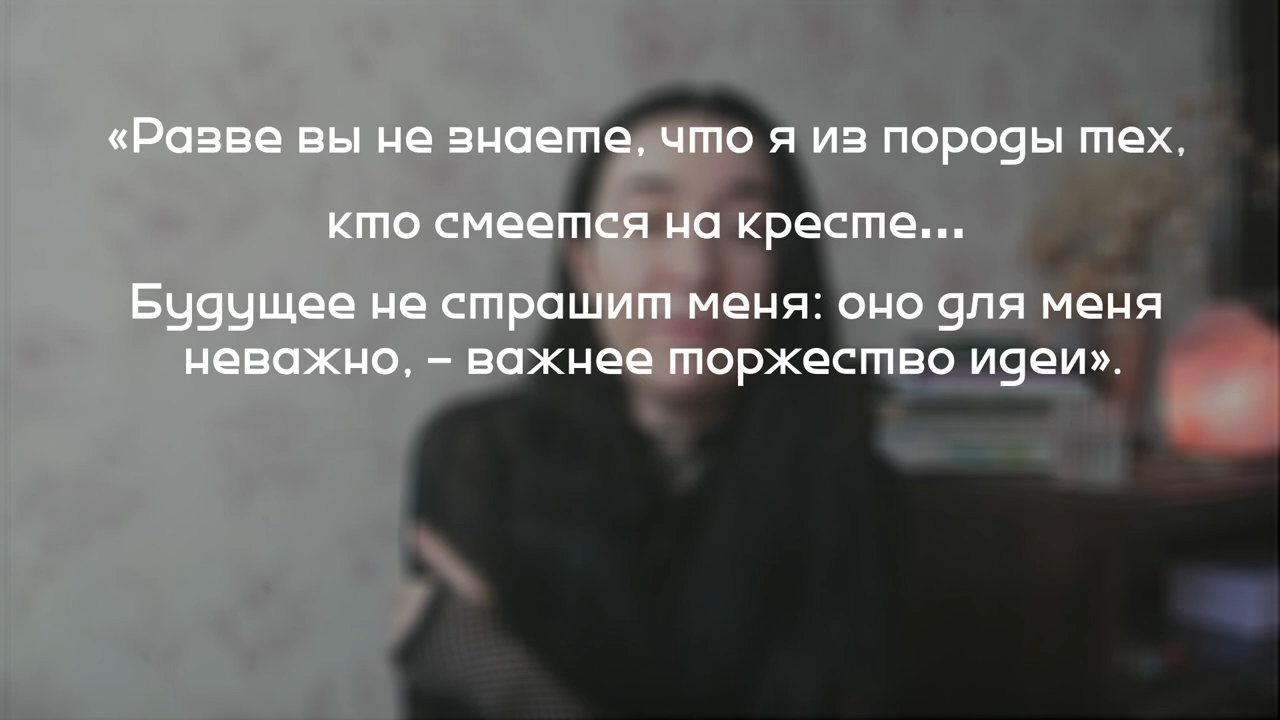 «Разве вы не знаете, что я из породы тех,
кто смеется на кресте...
Будущее не страшит меня: оно для меня
неважно, – важнее торжество идеи».